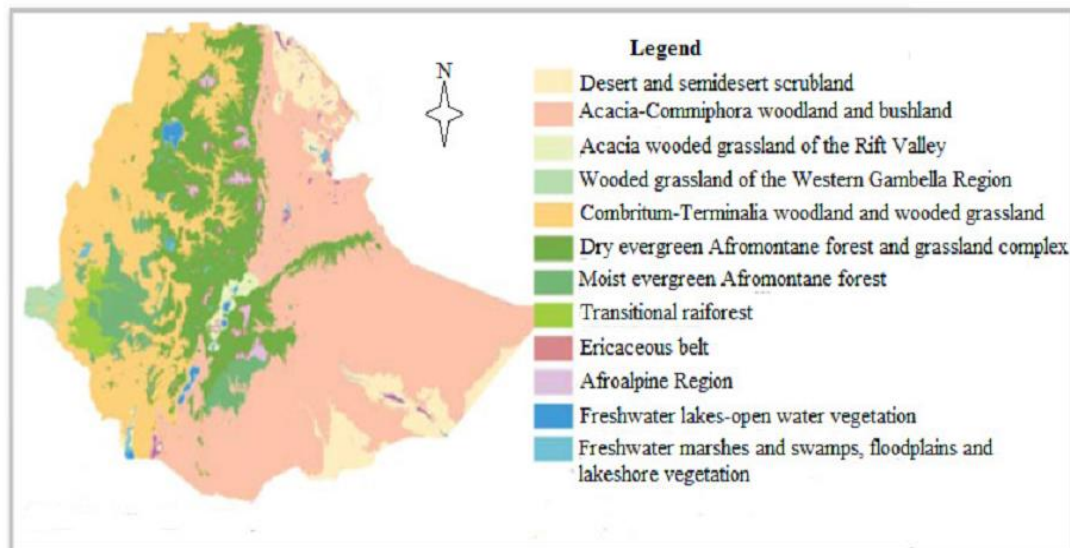 Legend
N
Desert and semidesert scrubland
Acacia-Commiphora woodland and bushland
Acacia wooded grassland of the Rift Valley
Wooded grassland of the Western Gambella Region
Combritum-Terminalia woodland and wooded grassland
Dry evergreen Afromontane forest and grassland complex
Moist evergreen Afromontane forest
Transitional raiforest
Ericaceous belt
Afroalpine Region
Freshwater lakes-open water vegetation
Freshwater marshes and swamps, floodplains and
lakeshore vegetation